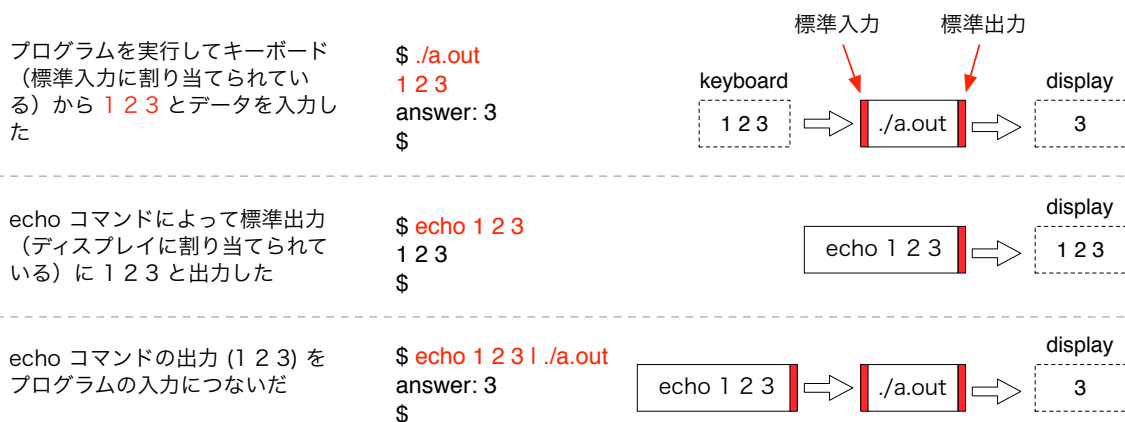 標準入力 標準出力
プログラムを実行してキーボード
（標準入力に割り当てられてい
る）から 1 2 3 とデータを入力し
た
$ ./a.out
1 2 3
answer: 3
$
keyboard display
1 2 3 ./a.out 3
echo コマンドによって標準出力
（ディスプレイに割り当てられて
いる）に 1 2 3 と出力した
$ echo 1 2 3
1 2 3
$
display
echo 1 2 3 1 2 3
echo コマンドの出力 (1 2 3) を
プログラムの入力につないだ
$ echo 1 2 3 | ./a.out
answer: 3
$
display
echo 1 2 3 ./a.out 3